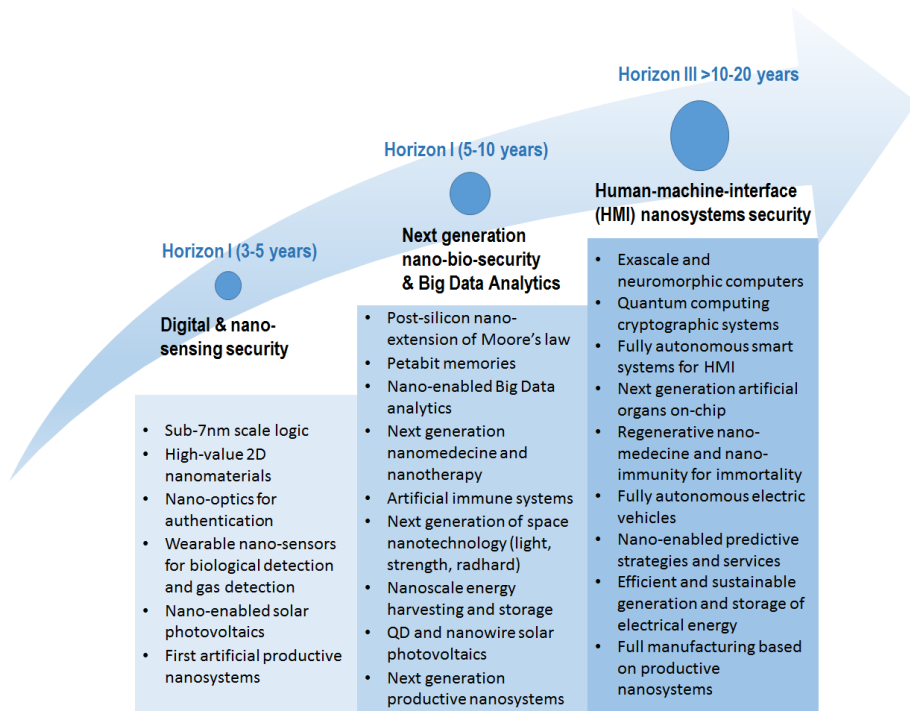 Horizon III >10-20 years
Horizon I (5-10 years)
Human-machine-interface
(HMI) nanosystems security
Horizon I (3-5 years)
Next generation
nano-bio-security
& Big Data Analytics
Digital & nano-
sensing security
• Sub-7nm scale logic
• High-value 2D
nanomaterials
• Nano-optics for
authentication
• Wearable nano-sensors
for biological detection
and gas detection
• Nano-enabled solar
photovoltaics
• First artificial productive
nanosystems
• Post-silicon nano-
extension of Moore's law
• Petabit memories
• Nano-enabled Big Data
analytics
• Next generation
nanomedecine and
nanotherapy
• Artificial immune systems
• Next generation of space
nanotechnology (light,
strength, radhard)
• Nanoscale energy
harvesting and storage
• QD and nanowire solar
photovoltaics
• Next generation
productive nanosystems
• Exascale and
neuromorphic computers
• Quantum computing
cryptographic systems
• Fully autonomous smart
systems for HMI
• Next generation artificial
organs on-chip
• Regenerative nano-
medecine and nano-
immunity for immortality
• Fully autonomous electric
vehicles
• Nano-enabled predictive
strategies and services
• Efficient and sustainable
generation and storage of
electrical energy
• Full manufacturing based
on productive
nanosystems